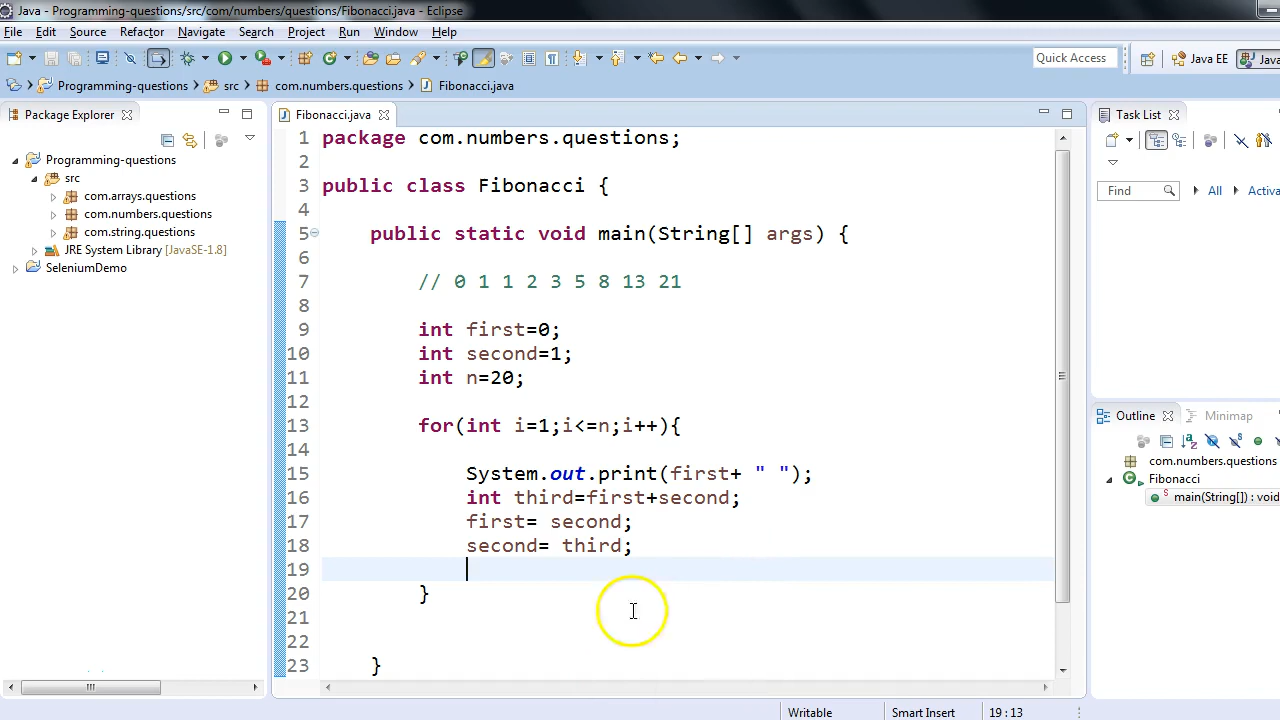 Java - Programming-questions/src/com/numbers/questions/Fibonacci.java - Eclipse
File Edit Source Refactor Navigate Search Project Run Window Help
Quick Access
Java EE
Java
Programming-questions src com.numbers.questions Fibonacci.java
Package Explorer
Programming-questions
src
com.arrays.questions
com.numbers.questions
com.string.questions
JRE System Library [JavaSE-1.8]
SeleniumDemo
Fibonacci.java
1 package com.numbers.questions;
2
3 public class Fibonacci {
4
5 public static void main(String[] args) {
6
7 // 0 1 1 2 3 5 8 13 21
8
9 int first=0;
10 int second=1;
11 int n=20;
12
13 for(int i=1;i<=n;i++){
14
15 System.out.print(first+ " ");
16 int third=first+second;
17 first= second;
18 second= third;
19
20 }
21
22
23 }
Task List
Find All Activa
Outline Minimap
com.numbers.questions
Fibonacci
main(String[]) : void
Writable Smart Insert 19 : 13